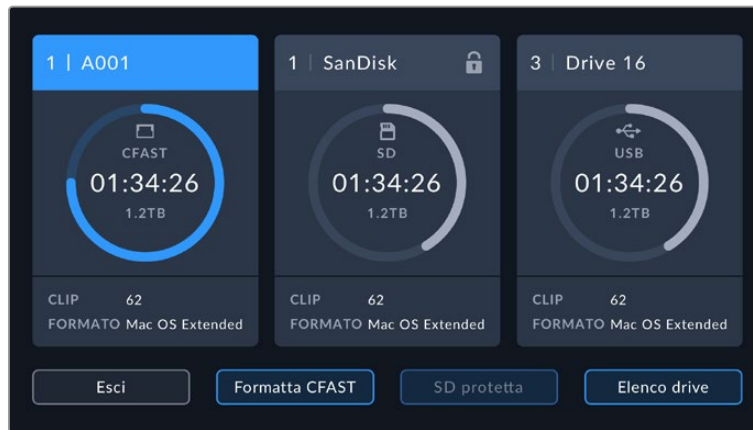 1 | A001
CFAST
01:34:26
1.2TB
CLIP 62
FORMATO Mac OS Extended
1 | SanDisk
SD
01:34:26
1.2TB
CLIP 62
FORMATO Mac OS Extended
3 | Drive 16
USB
01:34:26
1.2TB
CLIP 62
FORMATO Mac OS Extended
Esci
Formatta CFAST
SD protetta
Elenco drive